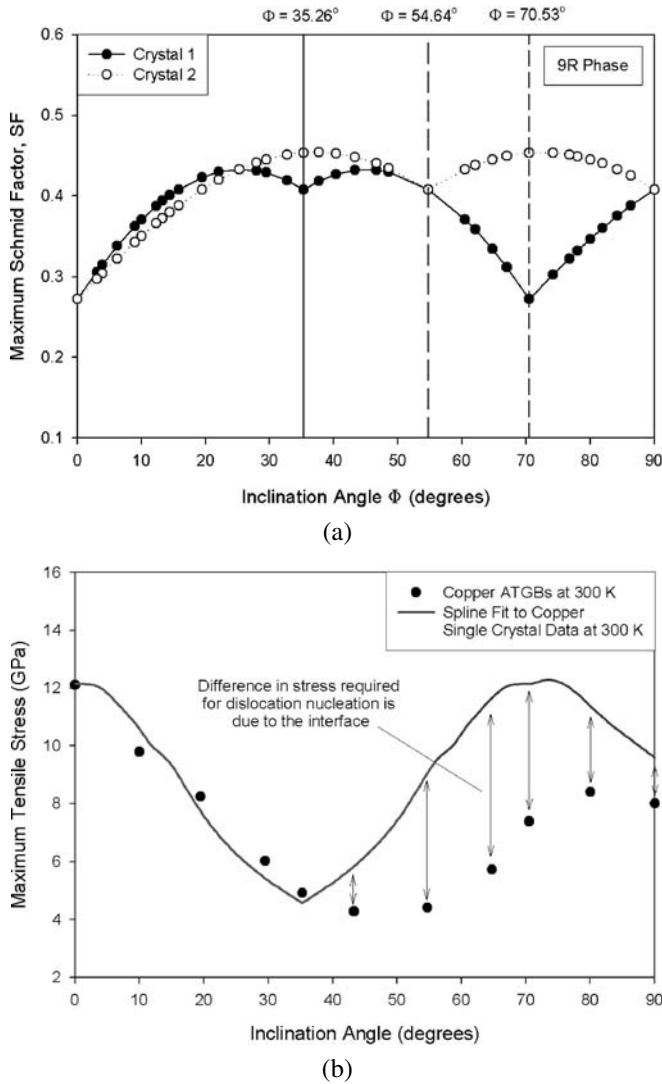 Φ = 35.26° Φ = 54.64° Φ = 70.53°
0.6
Crystal 1
Crystal 2
9R Phase
0.5
0.4
0.3
0.2
0.1
Maximum Schmid Factor, SF
0 10 20 30 40 50 60 70 80 90
Inclination Angle Φ (degrees)
(a)
16
14
12
10
8
6
4
2
Maximum Tensile Stress (GPa)
Copper ATGBs at 300 K
Spline Fit to Copper
Single Crystal Data at 300 K
Difference in stress required
for dislocation nucleation is
due to the interface
0 10 20 30 40 50 60 70 80 90
Inclination Angle (degrees)
(b)